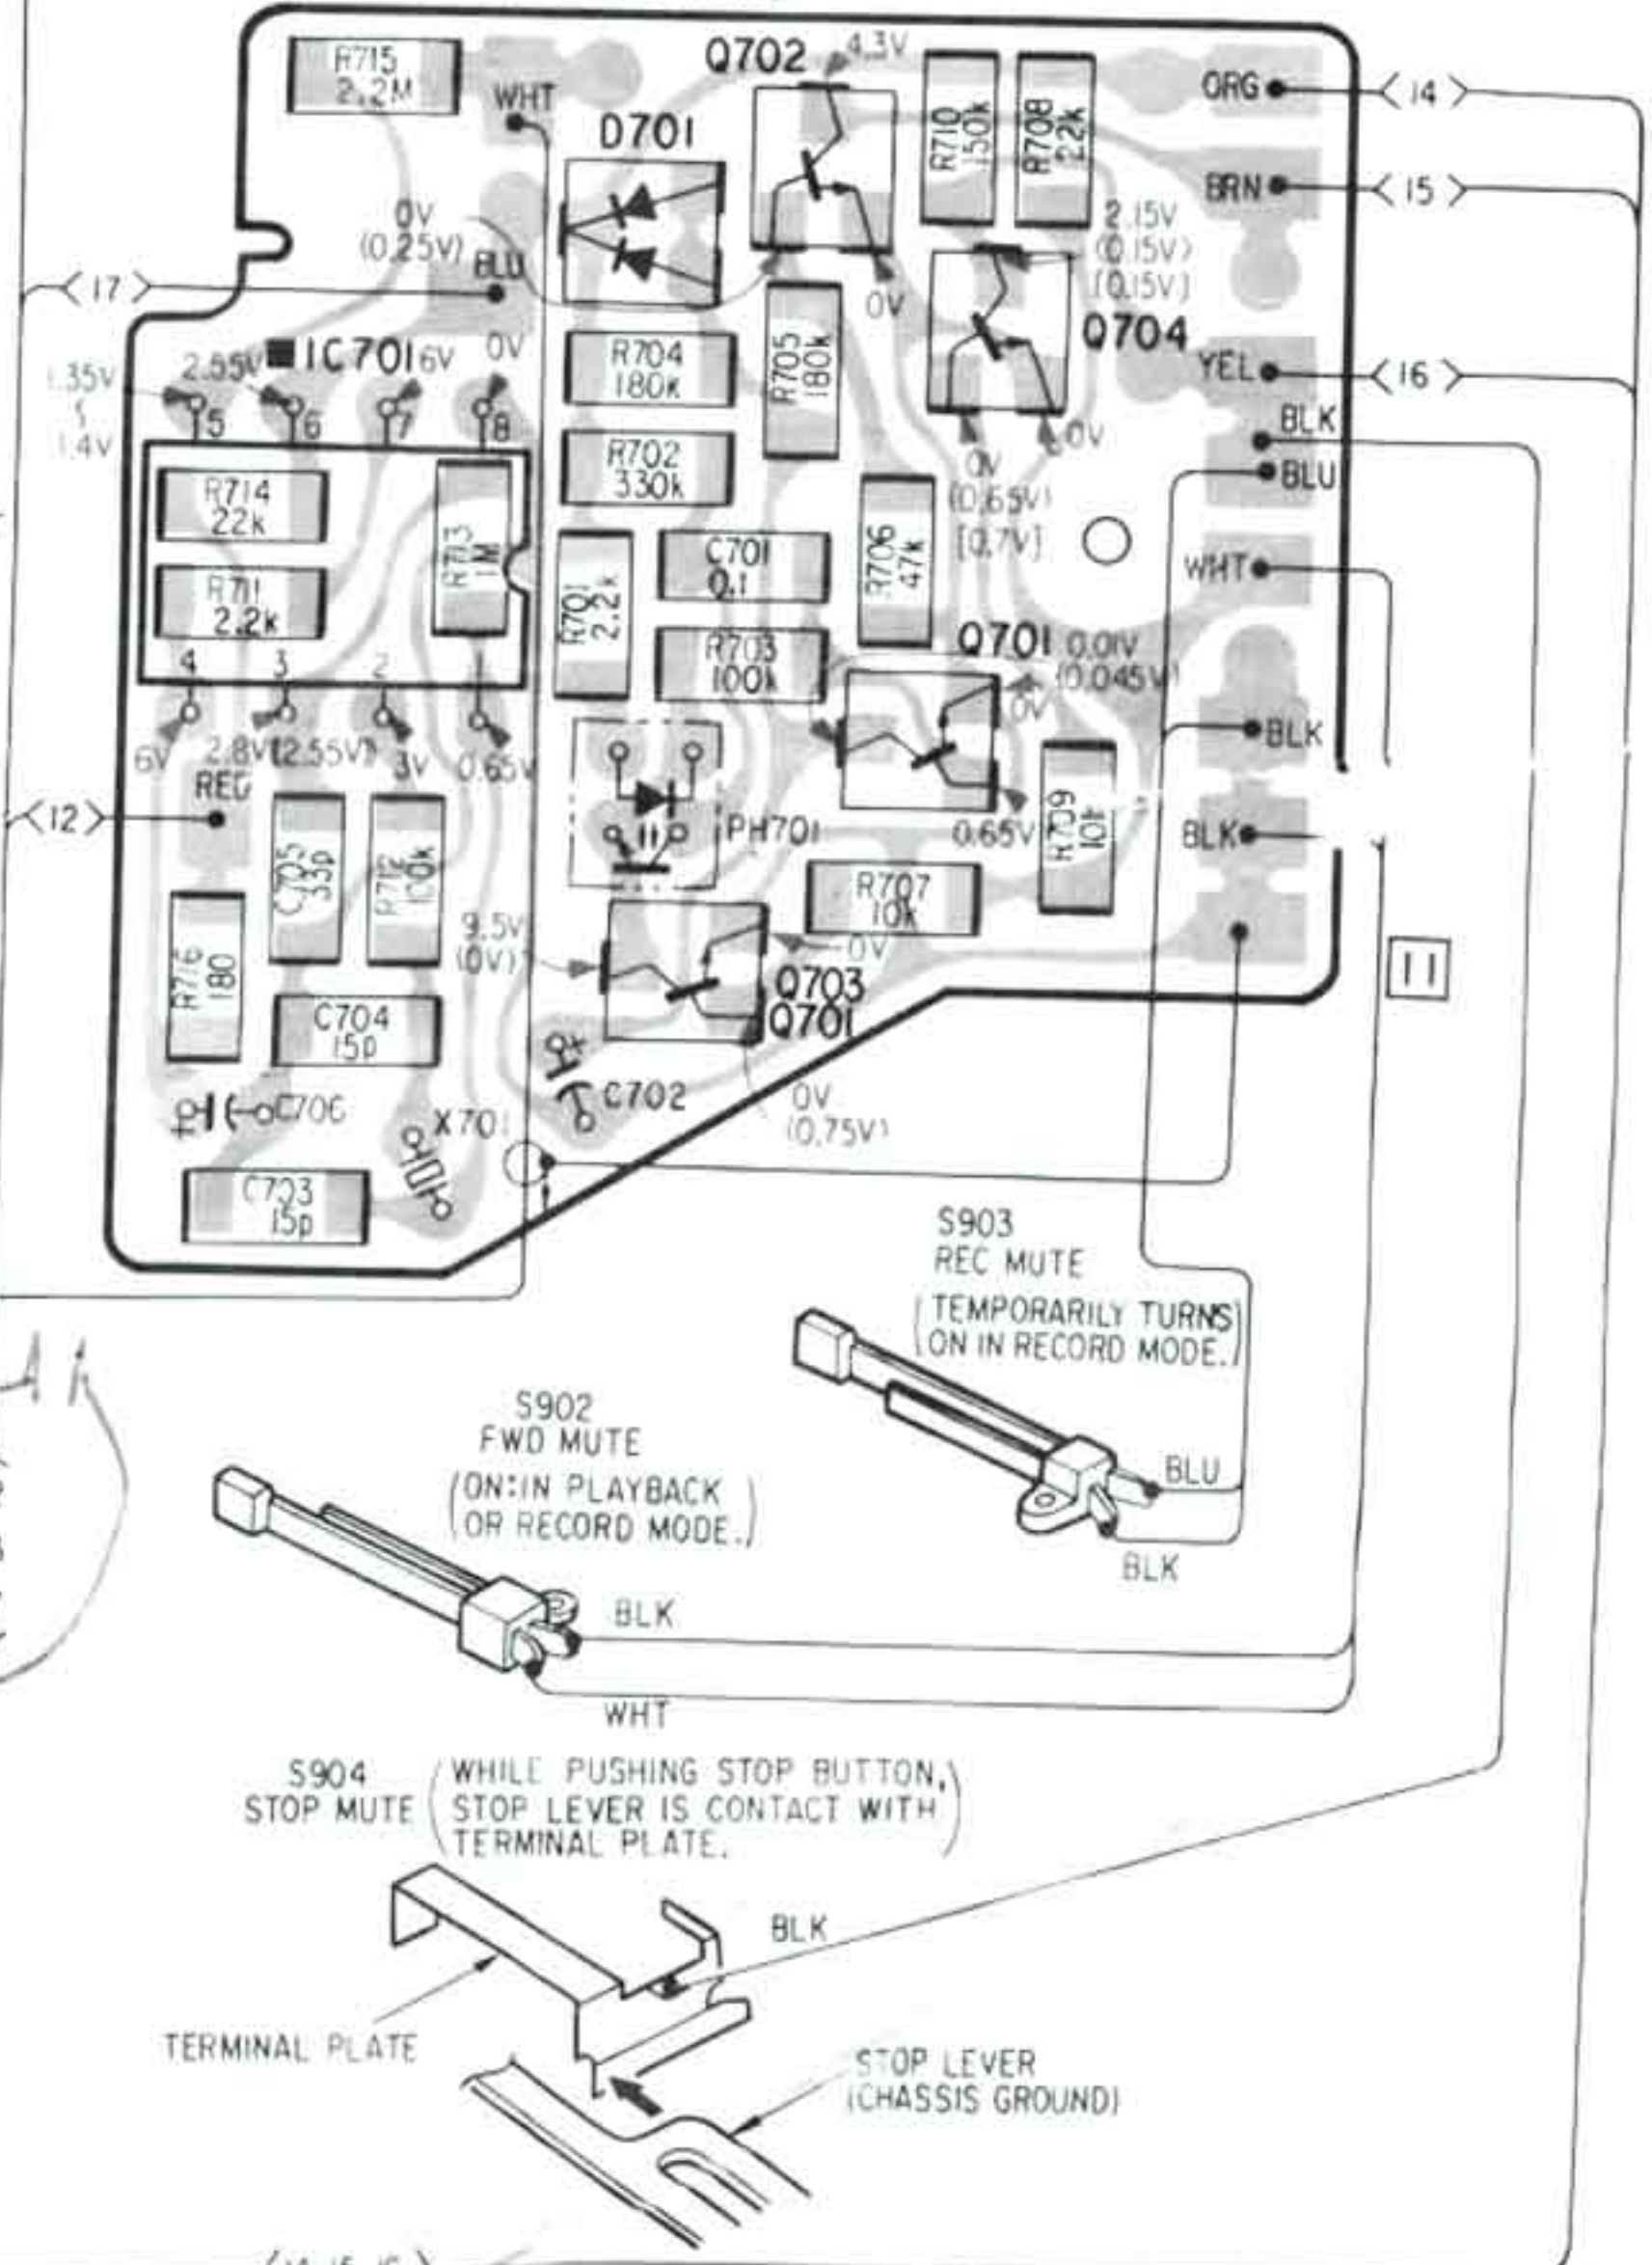 R715
2.2M
WHT
Q702
4.3V
R710
150k
R708
22k
ORG
14
D701
BRN
15
0V
(0.25V)
BLU
17
2.15V
(0.15V)
[0.15V]
0V
Q704
R704
180k
R705
180k
YEL
16
IC701
6V
0V
2.55V
1.35V
1.4V
5
6
7
8
BLK
BLU
0V
R702
330k
0V
(0.65V)
[0.7V]
R714
22k
R713
1M
R711
2.2k
R701
2.2k
C701
0.1
R706
47k
WHT
R703
100k
Q701
0.01V
(0.045V)
0V
4
3
2
1
6V
2.8V
(2.55V)
3V
0.65V
BLK
RED
12
PH701
0.65V
R709
10k
BLK
C705
33p
R712
100k
R707
10k
R716
180
9.5V
(0V)
0V
Q703
Q701
11
C704
15p
C702
0V
(0.75V)
C706
X701
C703
15p
S903
REC MUTE
(TEMPORARILY TURNS
ON IN RECORD MODE.)
BLU
BLK
S902
FWD MUTE
(ON:IN PLAYBACK
OR RECORD MODE.)
BLK
WHT
S904
STOP MUTE
(WHILE PUSHING STOP BUTTON,
STOP LEVER IS CONTACT WITH
TERMINAL PLATE.)
BLK
TERMINAL PLATE
STOP LEVER
(CHASSIS GROUND)